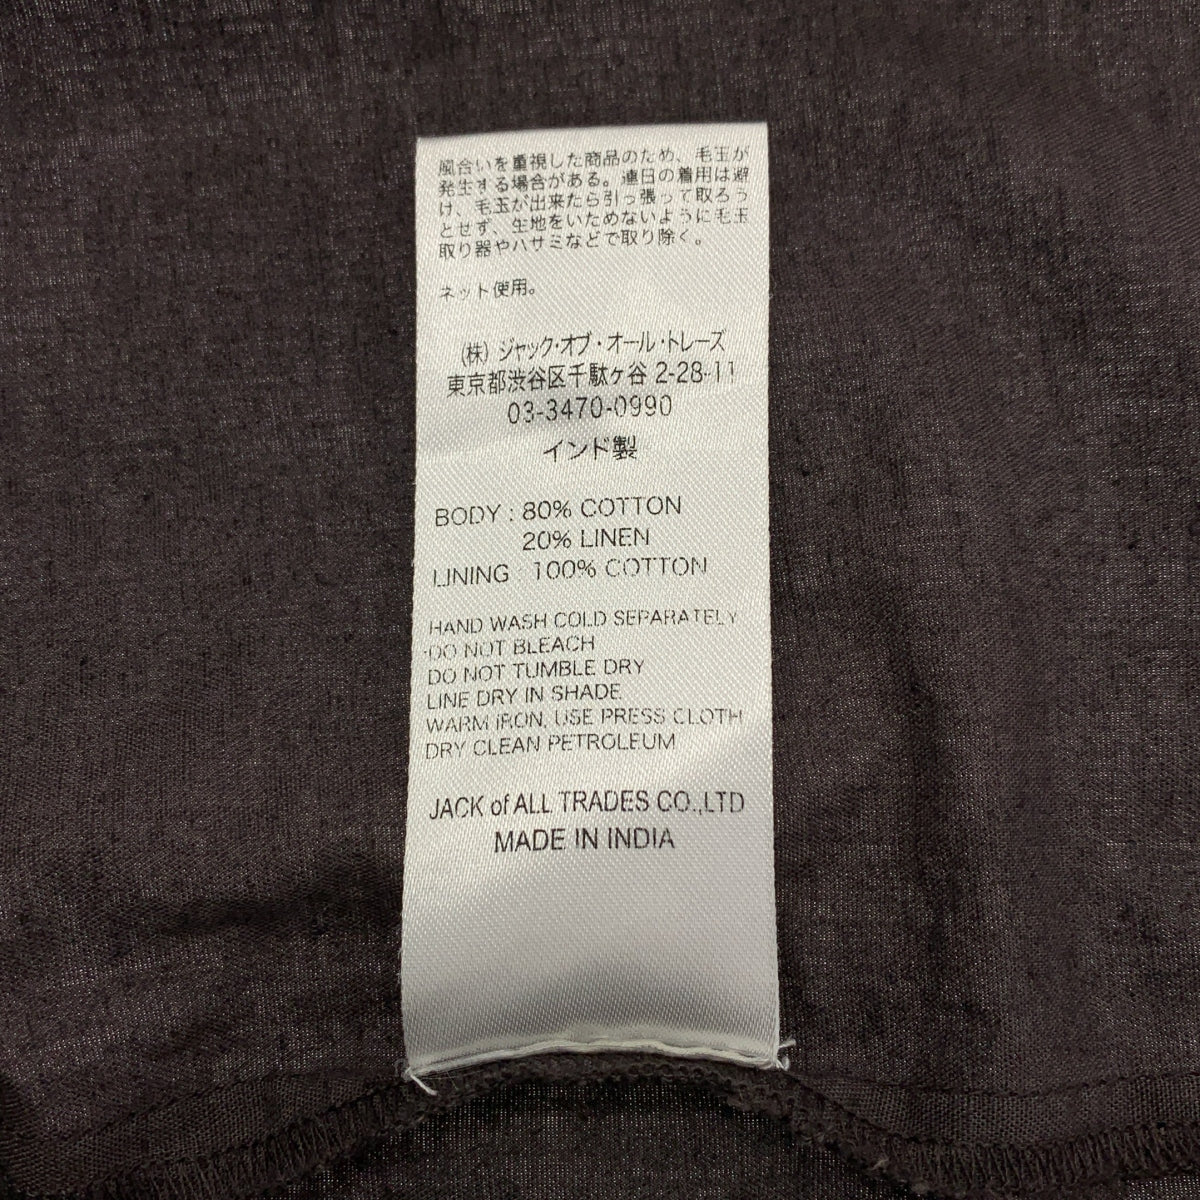 風合いを重視した商品のため、毛玉が
発生する場合がある。連日の着用は避
け、毛玉が出来たら引っ張って取ろう
とせず、生地をいためないように毛玉
取り器やハサミなどで取り除く。
ネット使用。
(株) ジャック・オブ・オール・トレーズ
東京都渋谷区千駄ヶ谷 2-28-11
03-3470-0990
インド製
BODY : 80% COTTON
20% LINEN
LINING : 100% COTTON
HAND WASH COLD SEPARATELY
DO NOT BLEACH
DO NOT TUMBLE DRY
LINE DRY IN SHADE
WARM IRON, USE PRESS CLOTH
DRY CLEAN PETROLEUM
JACK of ALL TRADES CO.,LTD
MADE IN INDIA